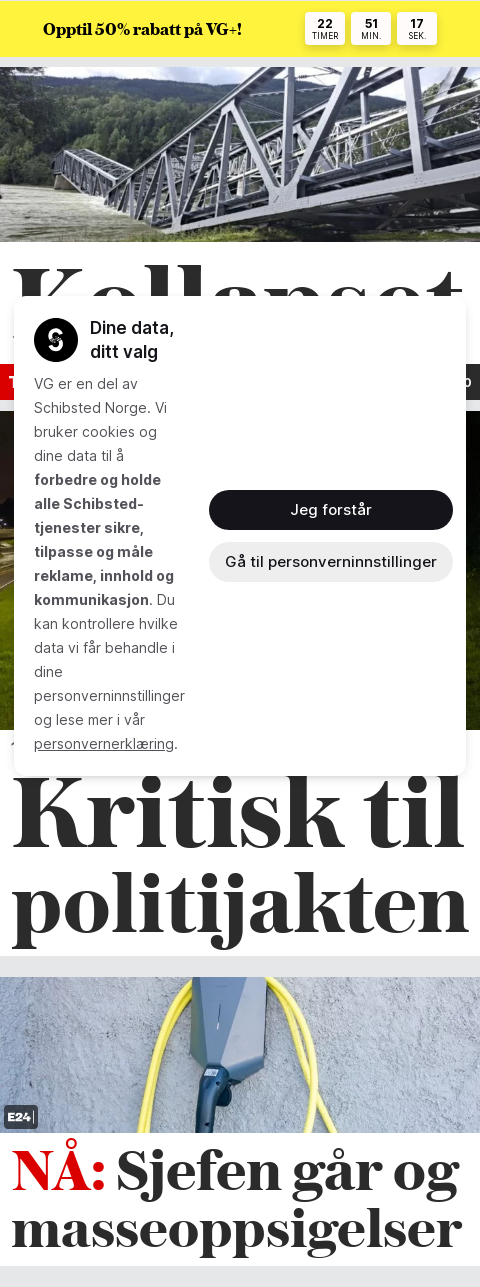 Opptil 50% rabatt på VG+!
22 51 17
TIMER MIN. SEK.
Kollapset
Dine data,
ditt valg
VG er en del av
Schibsted Norge. Vi
bruker cookies og
dine data til å
forbedre og holde
alle Schibsted-
tjenester sikre,
tilpasse og måle
reklame, innhold og
kommunikasjon. Du
kan kontrollere hvilke
data vi får behandle i
dine
personverninnstillinger
og lese mer i vår
personvernerklæring.
Jeg forstår
Gå til personverninnstillinger
Kritisk til
politijakten
E24
NÅ: Sjefen går og
masseoppsigelser